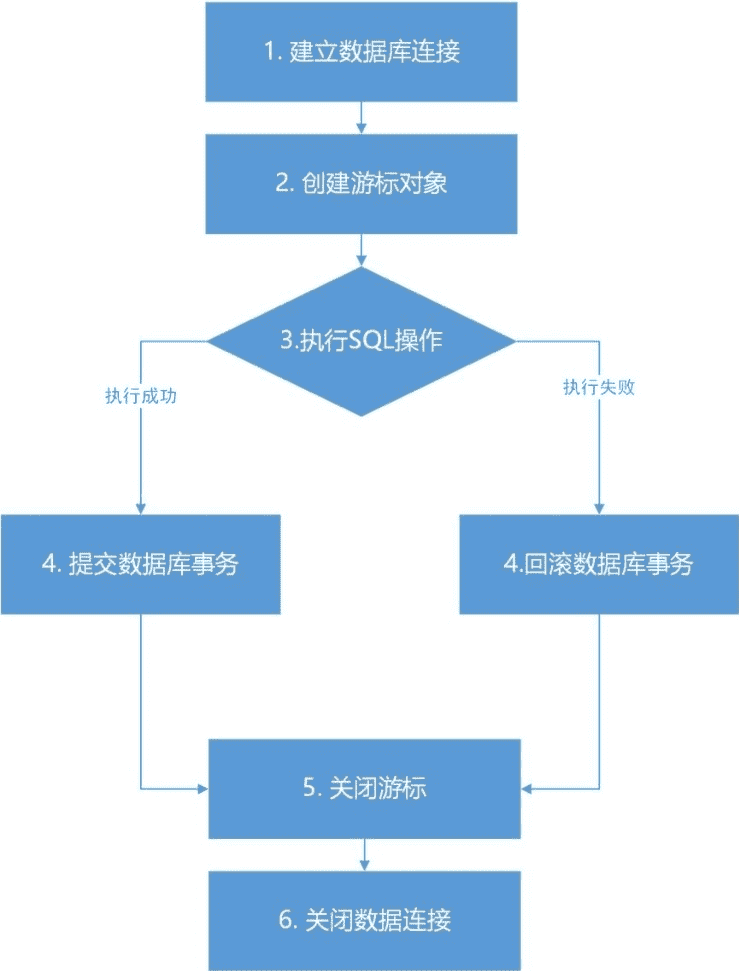 1. 建立数据库连接
2. 创建游标对象
3.执行SQL操作
执行成功
执行失败
4. 提交数据库事务
4.回滚数据库事务
5. 关闭游标
6. 关闭数据连接